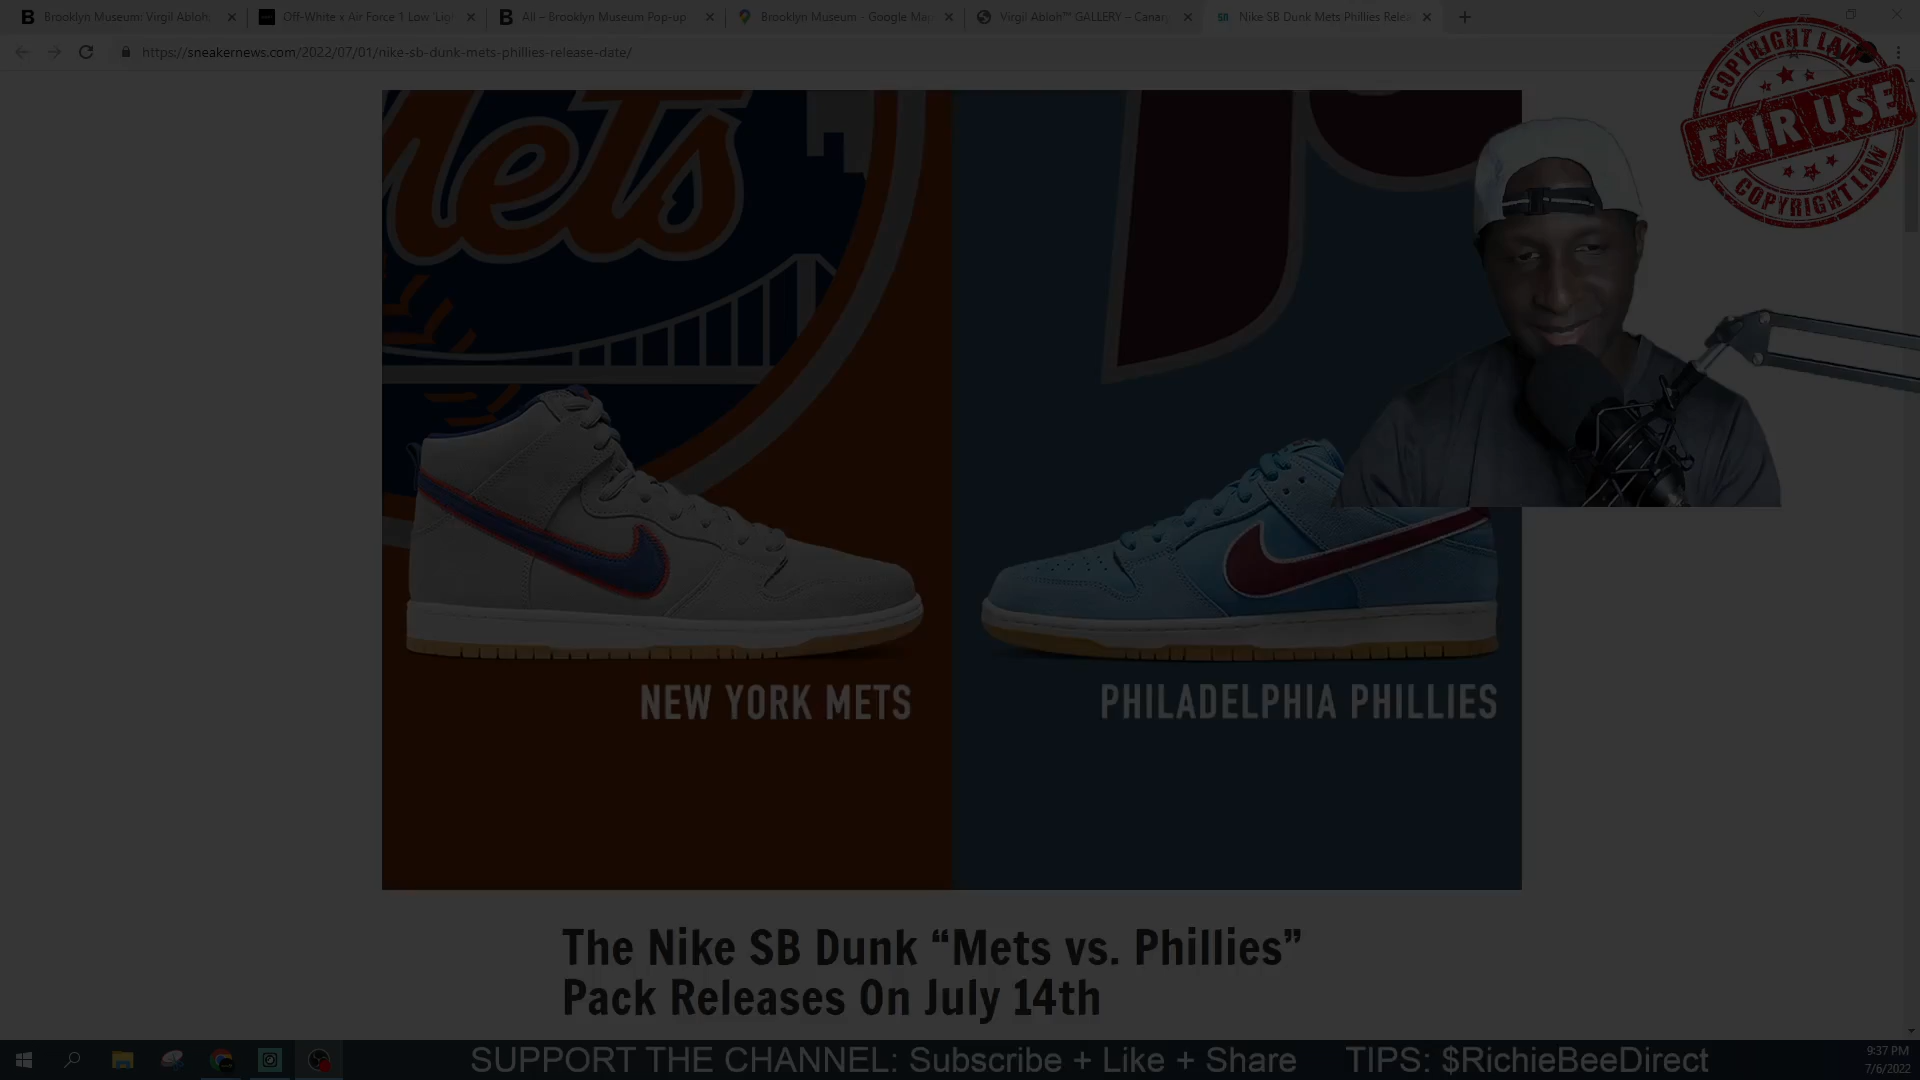 Brooklyn Museum: Virgil Abloh,
Off-White x Air Force 1 Low 'Lig
All – Brooklyn Museum Pop-up
Brooklyn Museum - Google Map
Virgil Abloh™ GALLERY – Canar
Nike SB Dunk Mets Phillies Rele
https://sneakernews.com/2022/07/01/nike-sb-dunk-mets-phillies-release-date/
COPYRIGHT LAW
FAIR USE
COPYRIGHT LAW
Mets
P
NEW YORK METS
PHILADELPHIA PHILLIES
The Nike SB Dunk “Mets vs. Phillies”
Pack Releases On July 14th
SUPPORT THE CHANNEL: Subscribe + Like + Share TIPS: $RichieBeeDirect
9:37 PM
7/6/2022